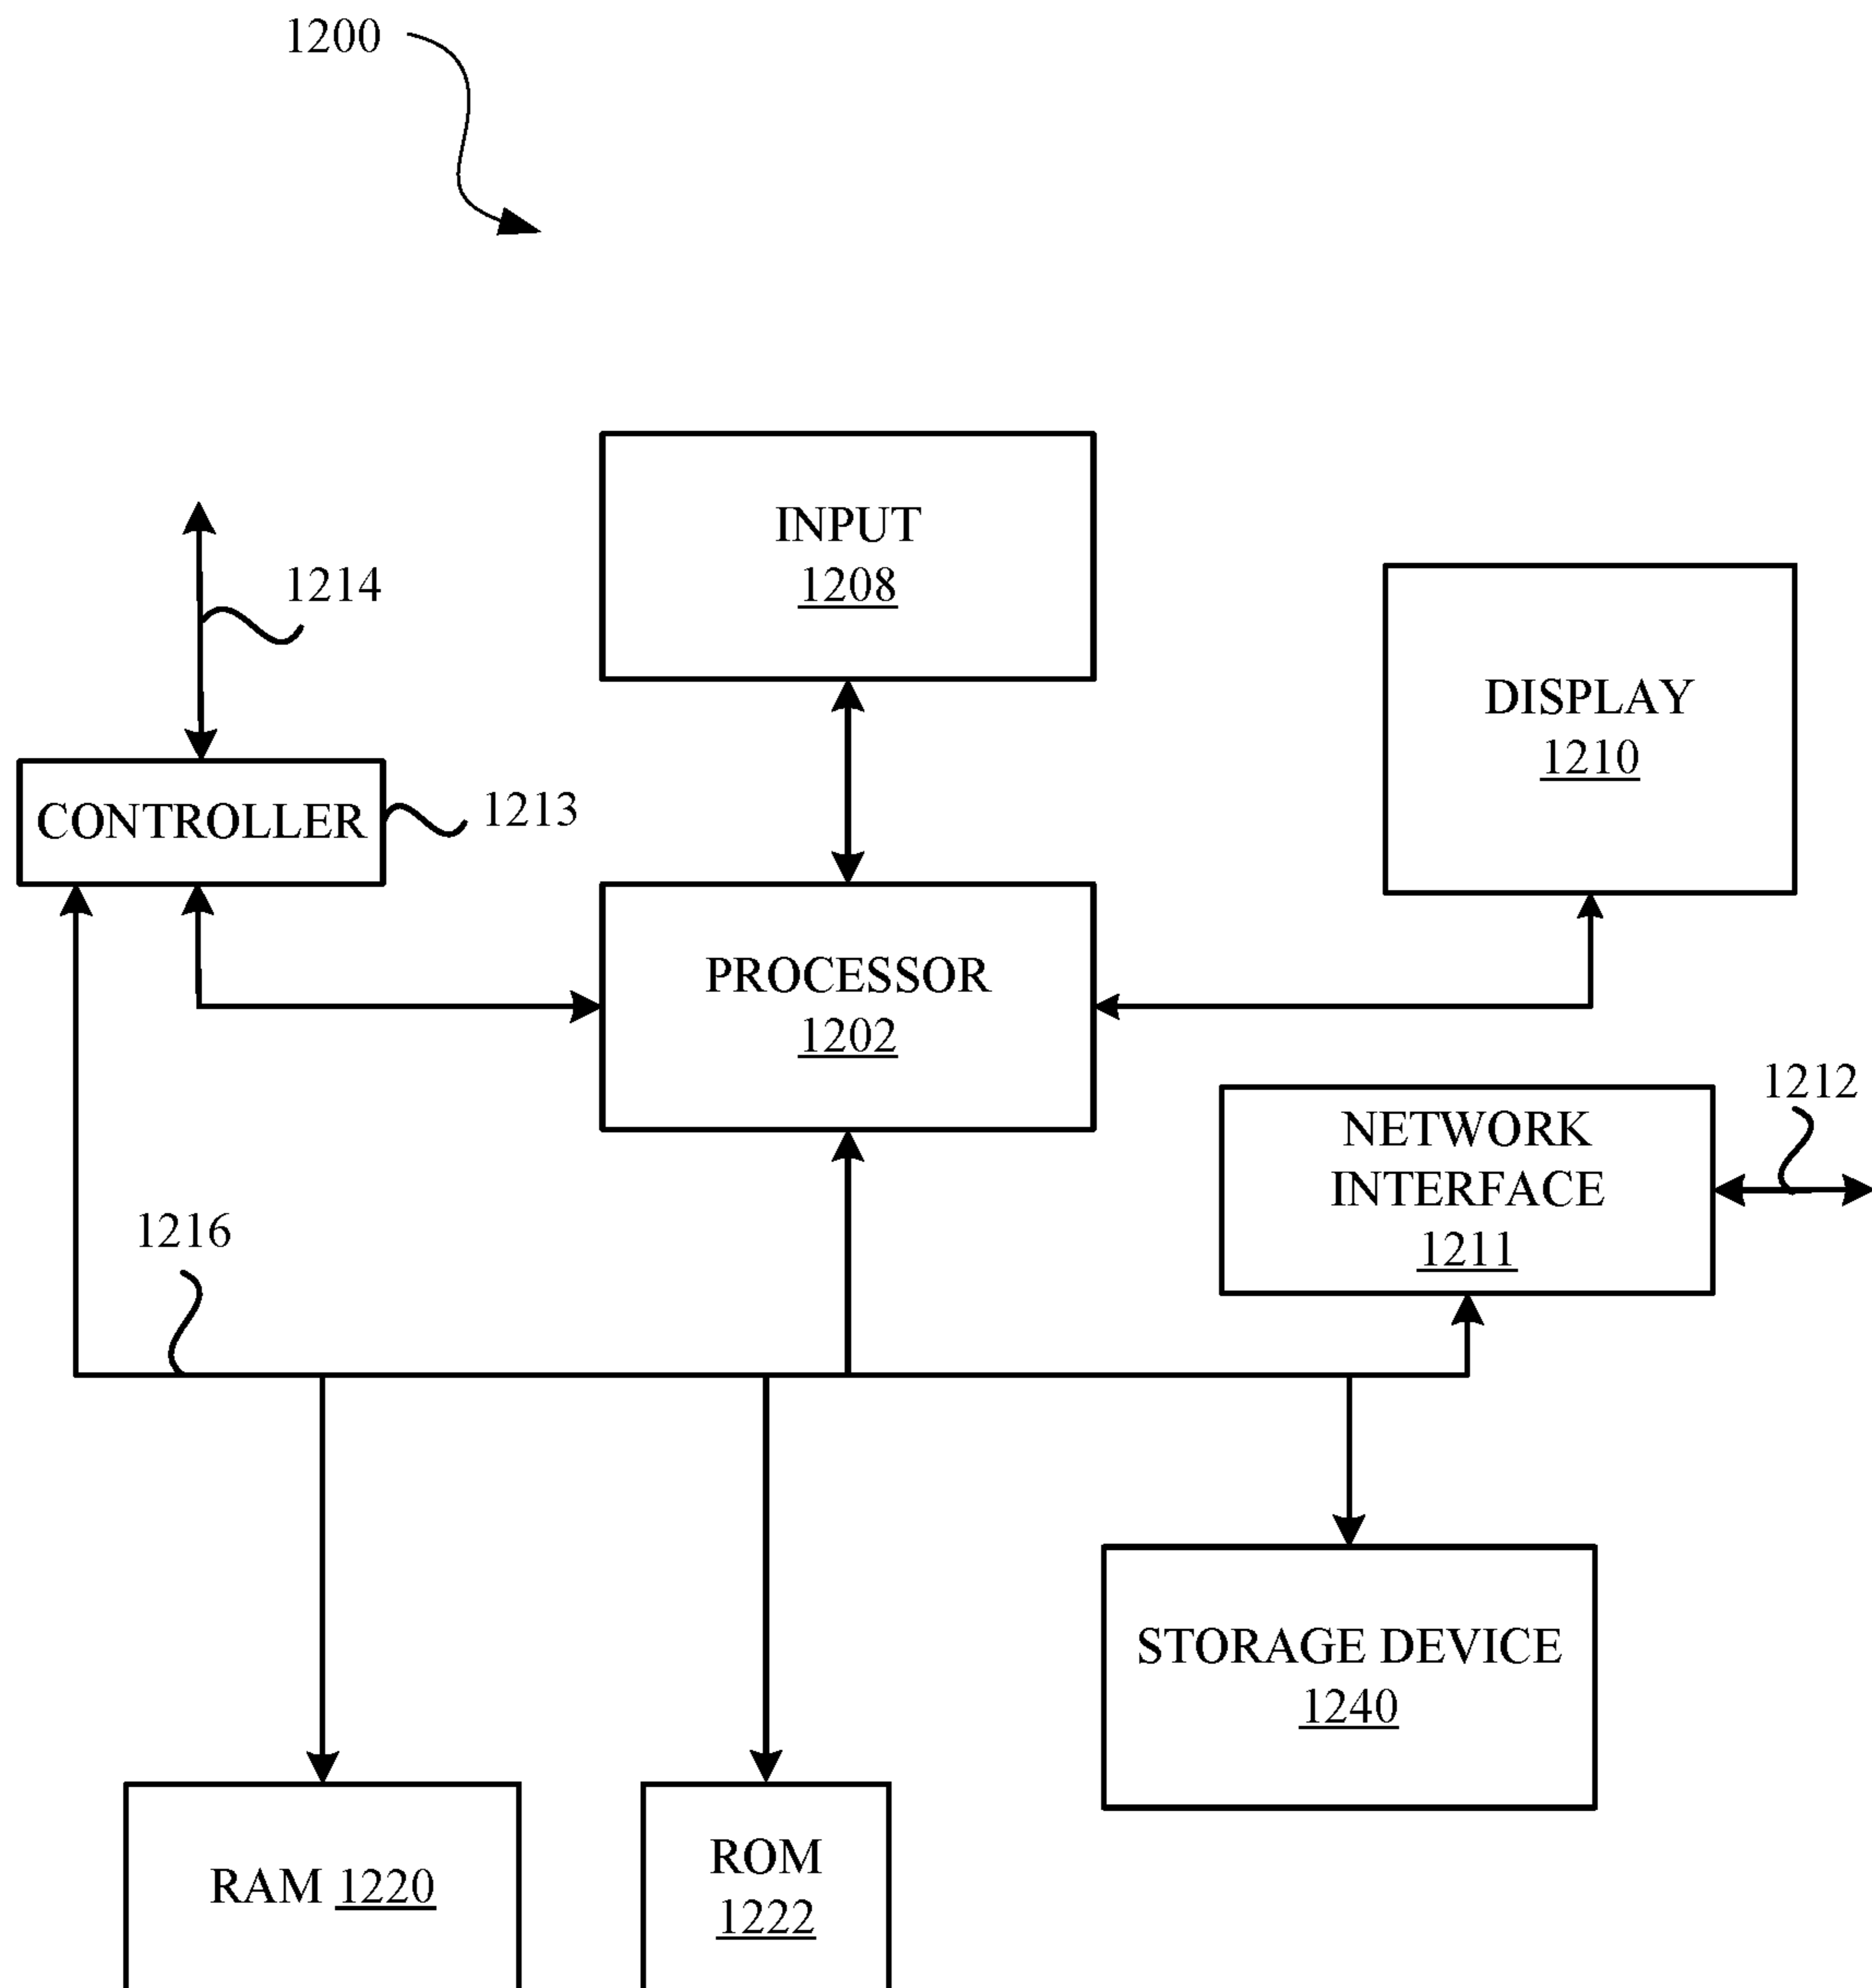 1200
INPUT
1208
1214
DISPLAY
1210
CONTROLLER
1213
PROCESSOR
1202
1212
NETWORK
INTERFACE
1211
1216
STORAGE DEVICE
1240
RAM 1220
ROM
1222